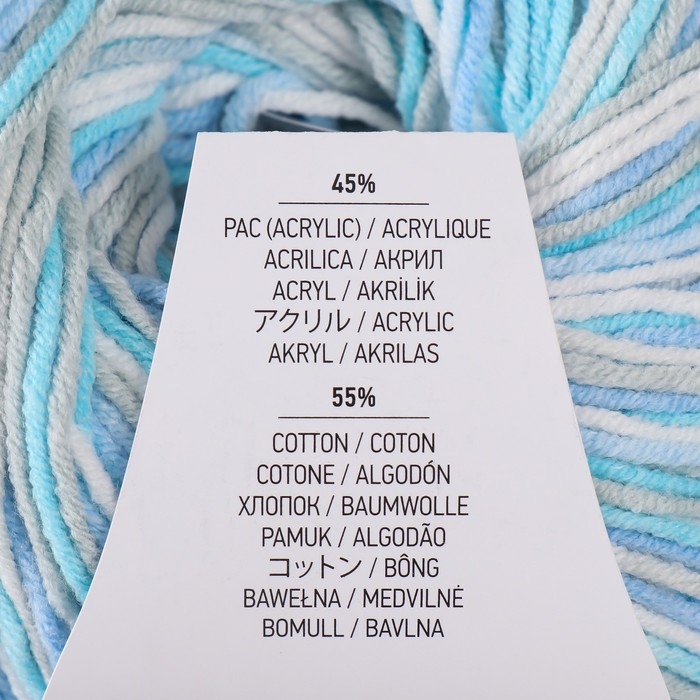 45%
PAC (ACRYLIC) / ACRYLIQUE
ACRILICA / АКРИЛ
ACRYL / AKRİLİK
アクリル / ACRYLIC
AKRYL / AKRILAS
55%
COTTON / COTON
COTONE / ALGODÓN
ХЛОПОК / BAUMWOLLE
PAMUK / ALGODÃO
コットン / BÔNG
BAWEŁNA / MEDVILNĖ
BOMULL / BAVLNA